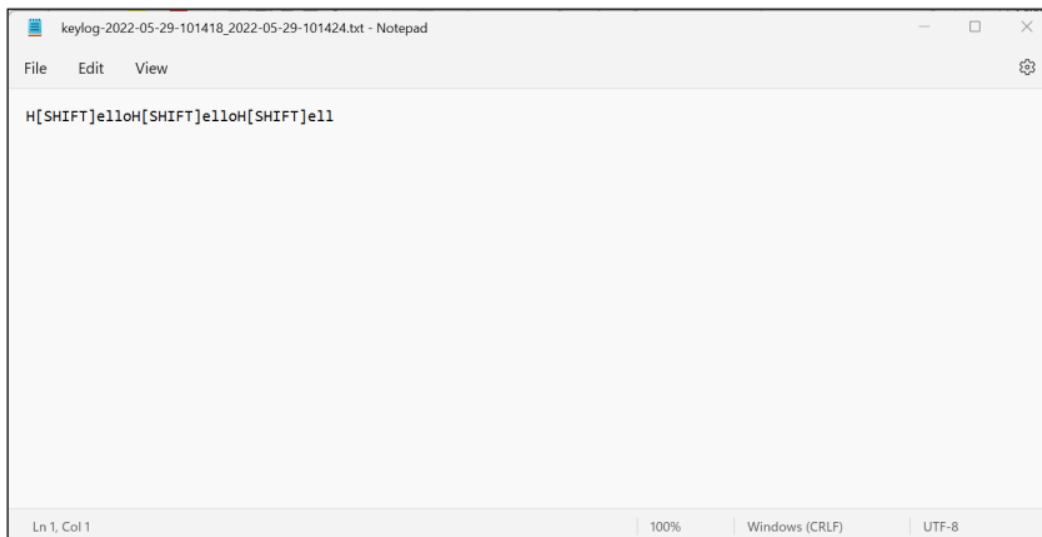 keylog-2022-05-29-101418_2022-05-29-101424.txt - Notepad
File Edit View
H[SHIFT]elloH[SHIFT]elloH[SHIFT]ell
Ln 1, Col 1 100% Windows (CRLF) UTF-8